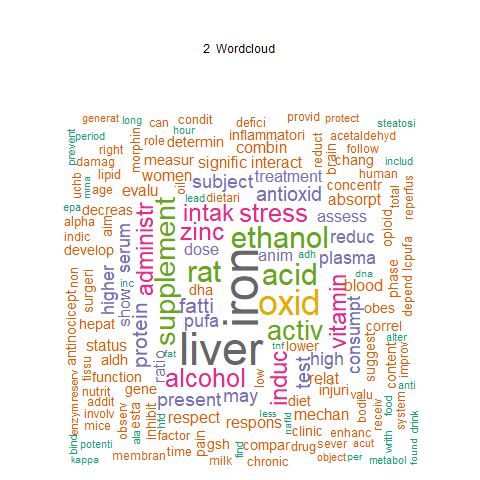 2 Wordcloud
generat long can condit defici provid protect steatosi
prevent period hour role determin inflammatori acetaldehyd
right morphin combin reduct brain follow includ
damag measur signific interact chang human
uchb lipid women subject treatment concentr total reperfus
mrna age evalu oil lead dietari antioxid absorpt
epa decreas aim administr intak stress assess opioid
alpha serum zinc ethanol reduc
indic develop dose anim adh plasma phase lcpufa
non higher show inc supplement rat iron acid dna blood depend
surgeri dha oxid vitamin obes
antinocicept hepat protein fatti pufa activ consumpt correl
status liver tnf lower suggest content alter improv
tissu aldh rati fat induc test high
function alcohol low relat anti
nutrit gene present may diet injuri valu body food
enzym reserv addit esta less mechan receiv system drink
involv observ inhibit hfd respect respons nafld clinic enhanc writh
mice ala factor pain gsh find compar drug sever acut found
bind potenti time milk chronic object per metabol
kappa membran